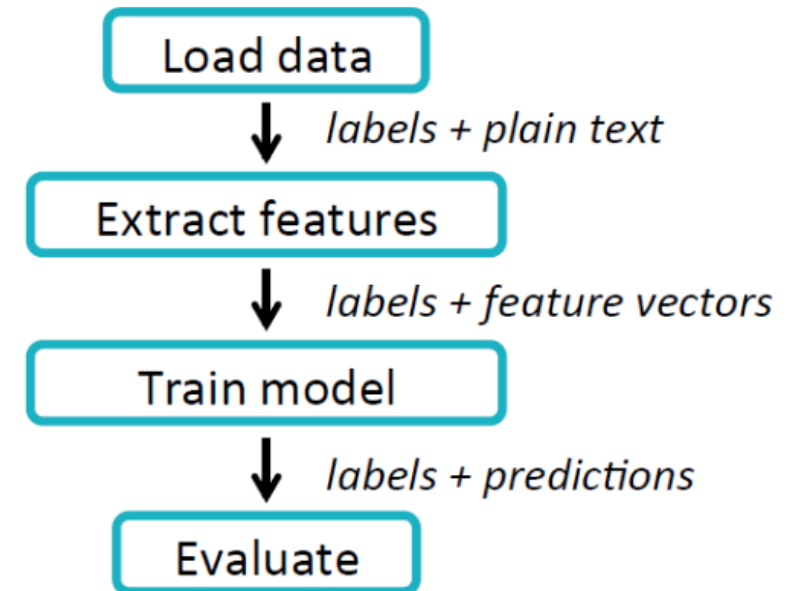 Load data
labels + plain text
Extract features
labels + feature vectors
Train model
labels + predictions
Evaluate